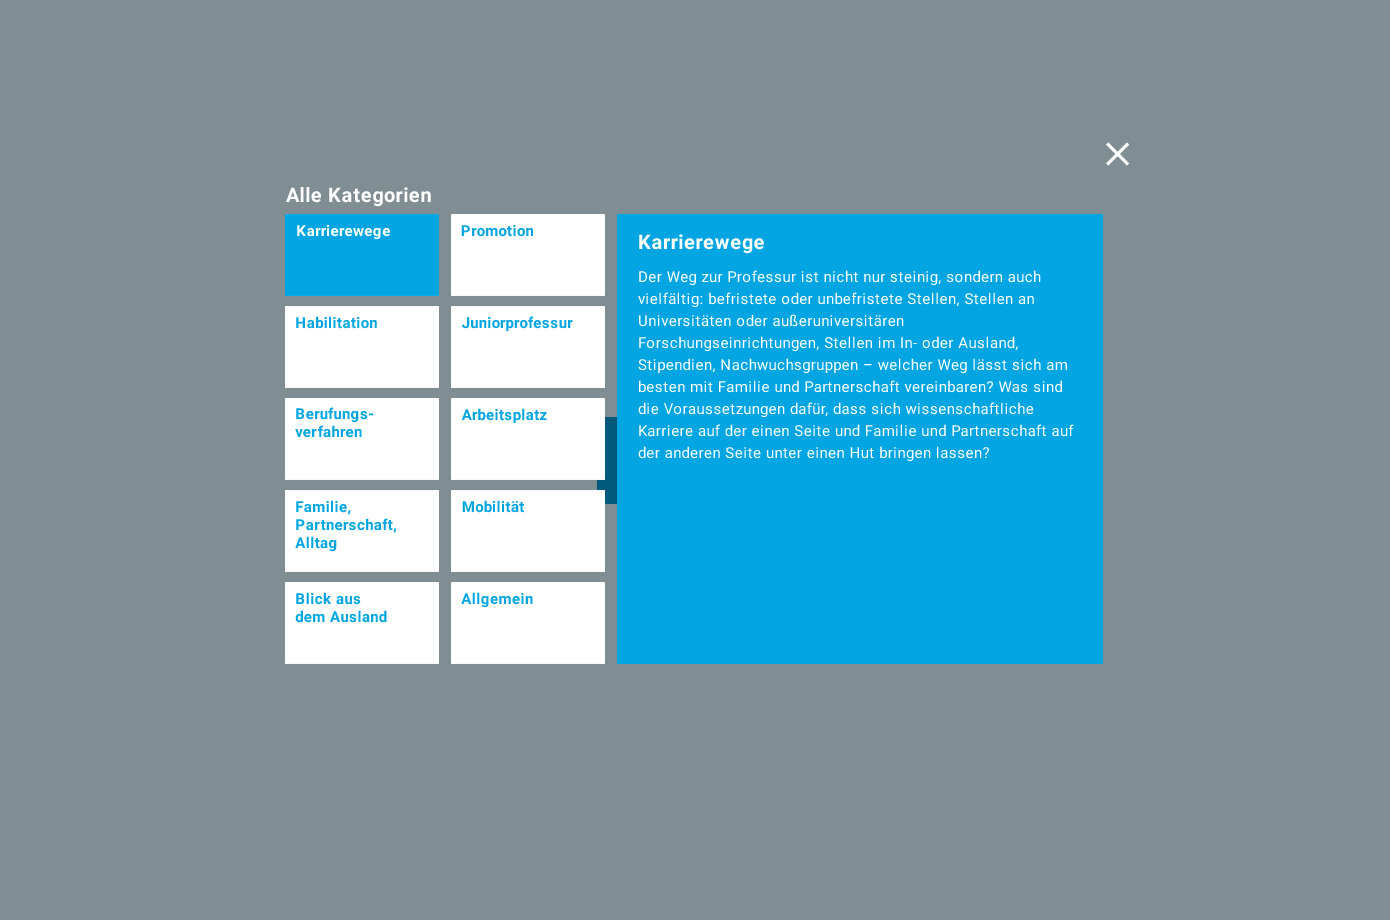 Alle Kategorien
Karrierewege
Promotion
Habilitation
Juniorprofessur
Berufungs-
verfahren
Arbeitsplatz
Familie,
Partnerschaft,
Alltag
Mobilität
Blick aus
dem Ausland
Allgemein
Karrierewege
Der Weg zur Professur ist nicht nur steinig, sondern auch
vielfältig: befristete oder unbefristete Stellen, Stellen an
Universitäten oder außeruniversitären
Forschungseinrichtungen, Stellen im In- oder Ausland,
Stipendien, Nachwuchsgruppen – welcher Weg lässt sich am
besten mit Familie und Partnerschaft vereinbaren? Was sind
die Voraussetzungen dafür, dass sich wissenschaftliche
Karriere auf der einen Seite und Familie und Partnerschaft auf
der anderen Seite unter einen Hut bringen lassen?